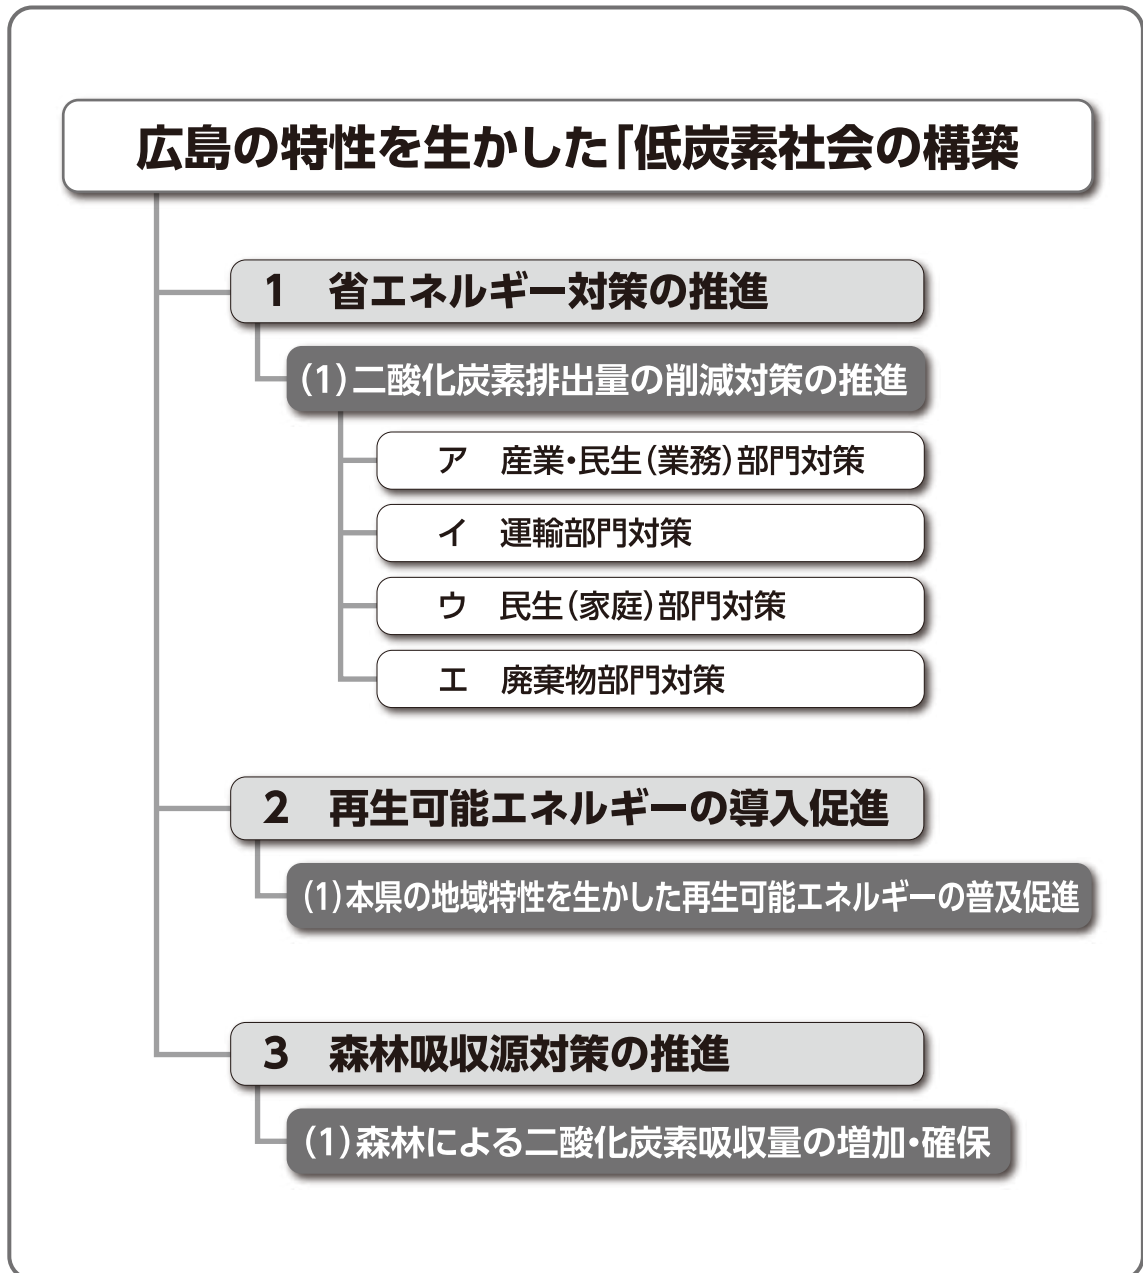 広島の特性を生かした「低炭素社会の構築
1 省エネルギー対策の推進
(1)二酸化炭素排出量の削減対策の推進
ア 産業・民生(業務)部門対策
イ 運輸部門対策
ウ 民生(家庭)部門対策
エ 廃棄物部門対策
2 再生可能エネルギーの導入促進
(1)本県の地域特性を生かした再生可能エネルギーの普及促進
3 森林吸収源対策の推進
(1)森林による二酸化炭素吸収量の増加・確保